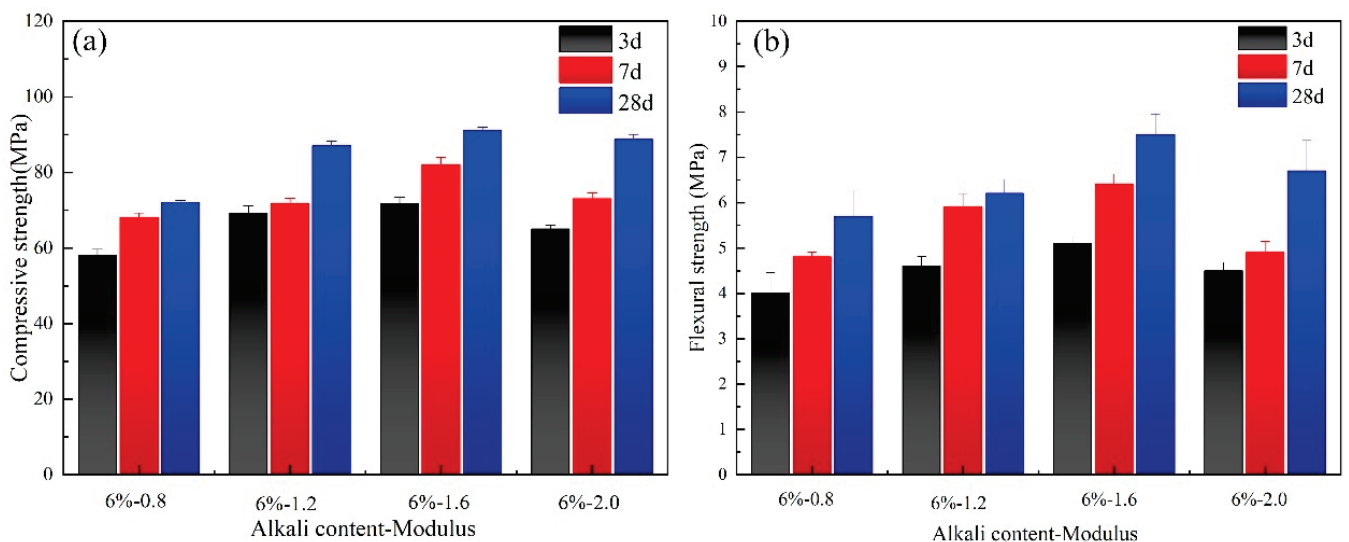 (a)
3d
7d
28d
120
100
80
60
40
20
0
Compressive strength(MPa)
6%-0.8 6%-1.2 6%-1.6 6%-2.0
Alkali content-Modulus
(b)
3d
7d
28d
10
9
8
7
6
5
4
3
2
1
0
Flexural strength (MPa)
6%-0.8 6%-1.2 6%-1.6 6%-2.0
Alkali content-Modulus